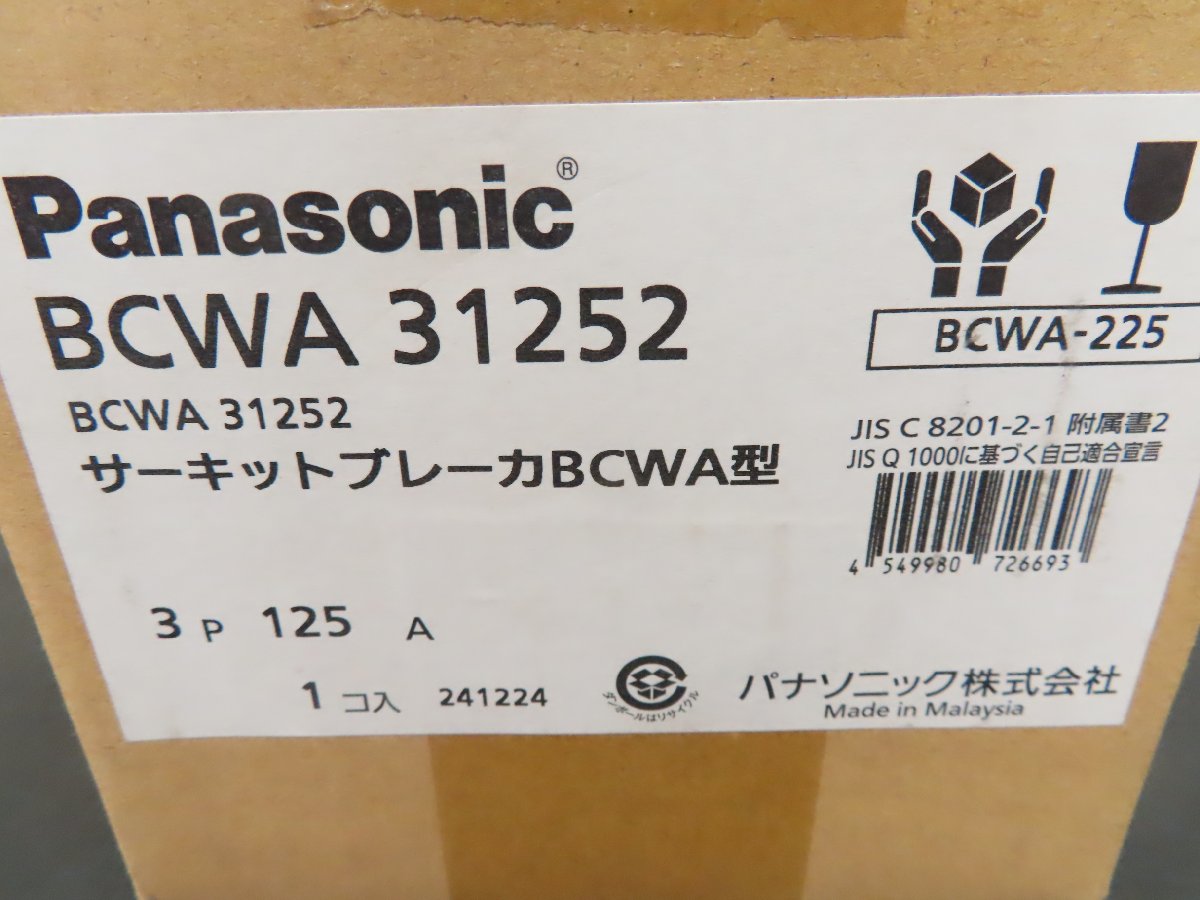 Panasonic®
BCWA 31252
BCWA 31252
サーキットブレーカBCWA型
3 P 125 A
1 コ入 241224
BCWA-225
JIS C 8201-2-1 附属書2
JIS Q 1000に基づく自己適合宣言
4 549980 726693
ダンボールはリサイクル
パナソニック株式会社
Made in Malaysia